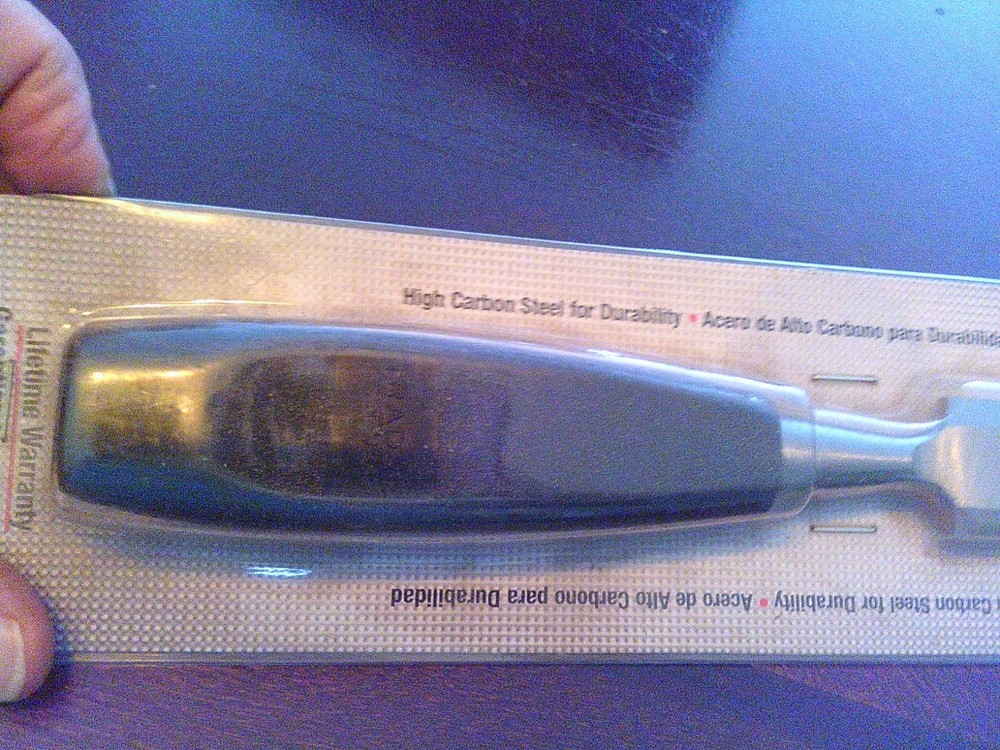 High Carbon Steel for Durability • Acero de Alto Carbono para Durabilida
Lifetime Warranty
Carbon Steel for Durability • Acero de Alto Carbono para Durabilidad